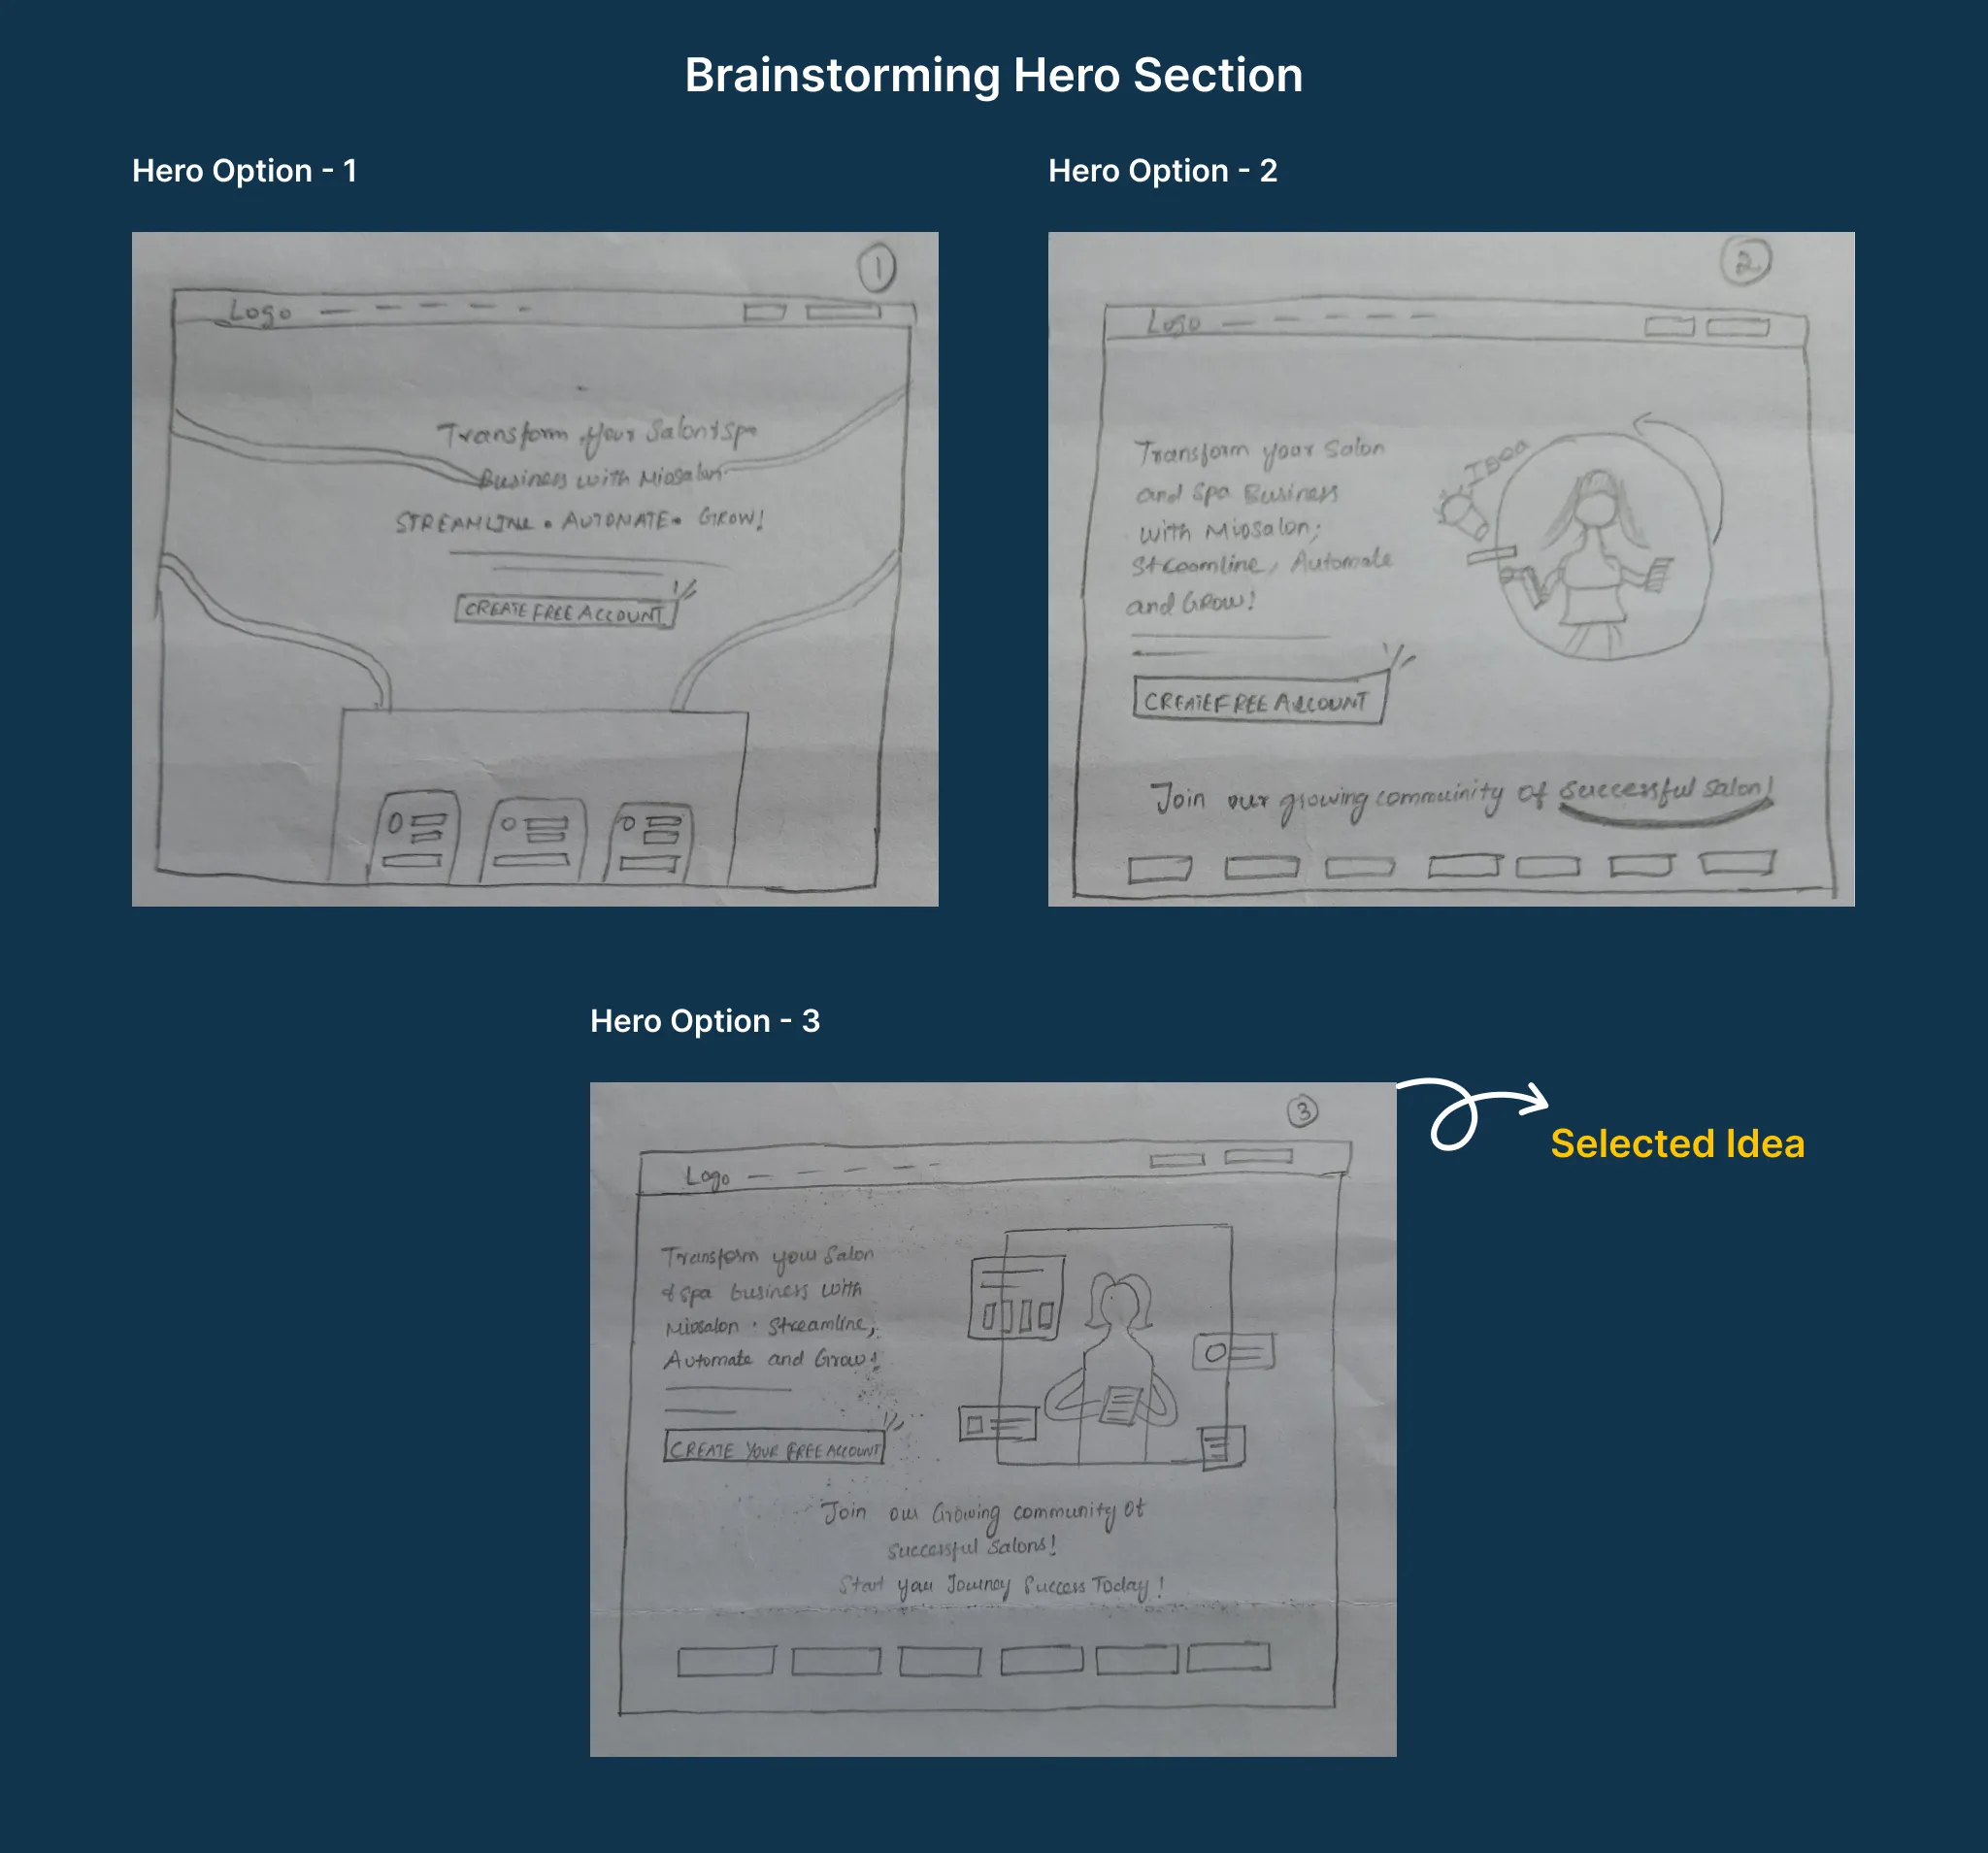 Brainstorming Hero Section
Hero Option - 1
1
Logo
Transform your Salon & Spa
Business with Miosalon
STREAMLINE • AUTOMATE • GROW!
CREATE FREE ACCOUNT
Hero Option - 2
2
Logo
Transform your Salon
and Spa Business
with Miosalon;
Streamline, Automate
and Grow!
CREATE FREE ACCOUNT
IDEA
Join our growing community of successful salon!
Hero Option - 3
3
Logo
Transform your Salon
& Spa Business with
Miosalon • Streamline,
Automate and Grow!
CREATE YOUR FREE ACCOUNT
Join our Growing community of
Successful Salons!
Start your Journey Success Today!
Selected Idea